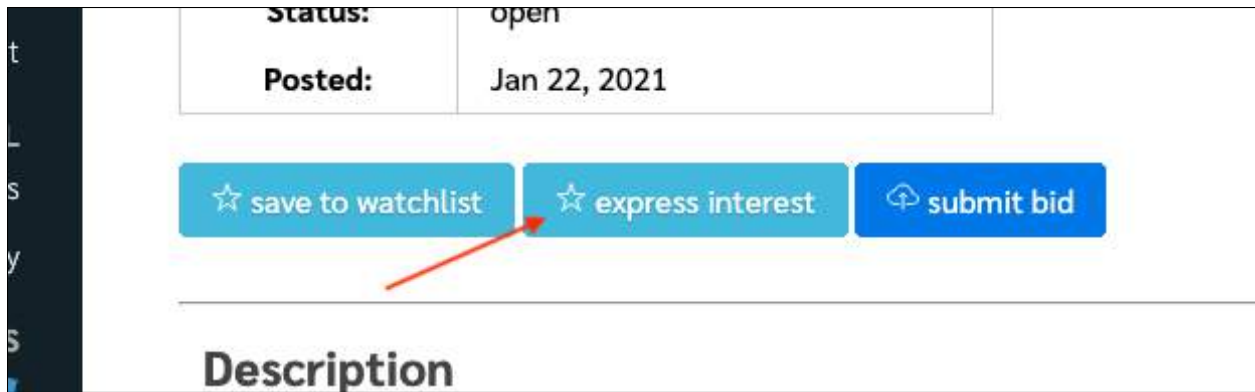 Status: open
t
Posted: Jan 22, 2021
L
s
save to watchlist express interest submit bid
y
s
Description